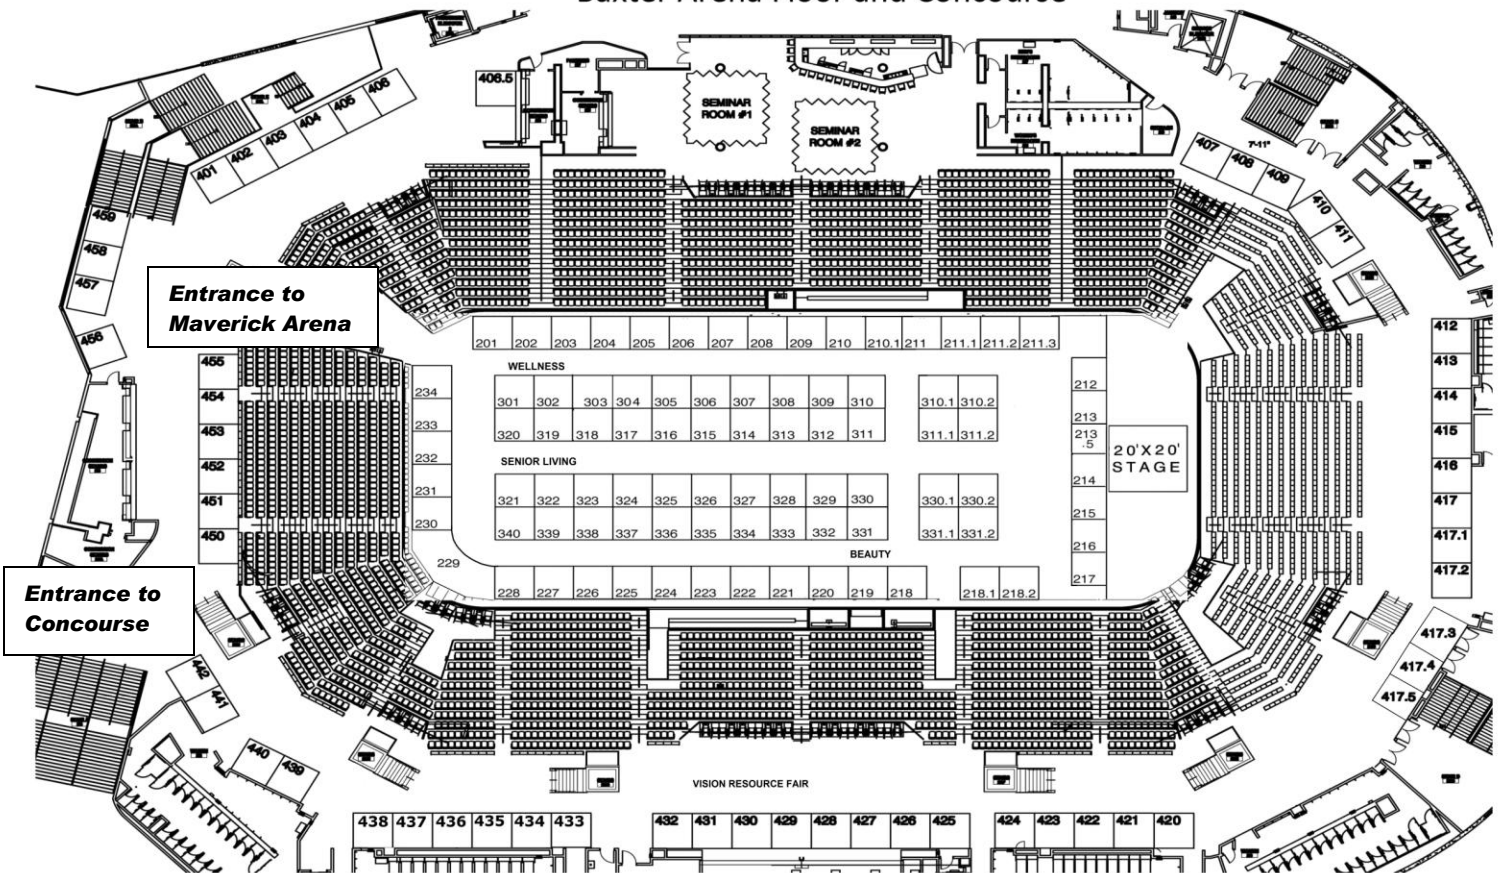 Baxter Arena Floor and Concourse
406.5
406
405
404
403
402
401
SEMINAR
ROOM #1
SEMINAR
ROOM #2
407
7'-11"
408
409
410
411
459
458
457
456
Entrance to
Maverick Arena
201 202 203 204 205 206 207 208 209 210 210.1 211 211.1 211.2 211.3
412
413
414
415
416
417
417.1
417.2
417.3
417.4
417.5
455
454
453
452
451
450
234
233
232
231
230
229
WELLNESS
301 302 303 304 305 306 307 308 309 310 310.1 310.2
320 319 318 317 316 315 314 313 312 311 311.1 311.2
SENIOR LIVING
321 322 323 324 325 326 327 328 329 330 330.1 330.2
340 339 338 337 336 335 334 333 332 331 331.1 331.2
BEAUTY
228 227 226 225 224 223 222 221 220 219 218 218.1 218.2
212
213
213
.5
214
215
216
217
20'X20'
STAGE
Entrance to
Concourse
442
441
440
439
VISION RESOURCE FAIR
438 437 436 435 434 433 432 431 430 429 428 427 426 425 424 423 422 421 420